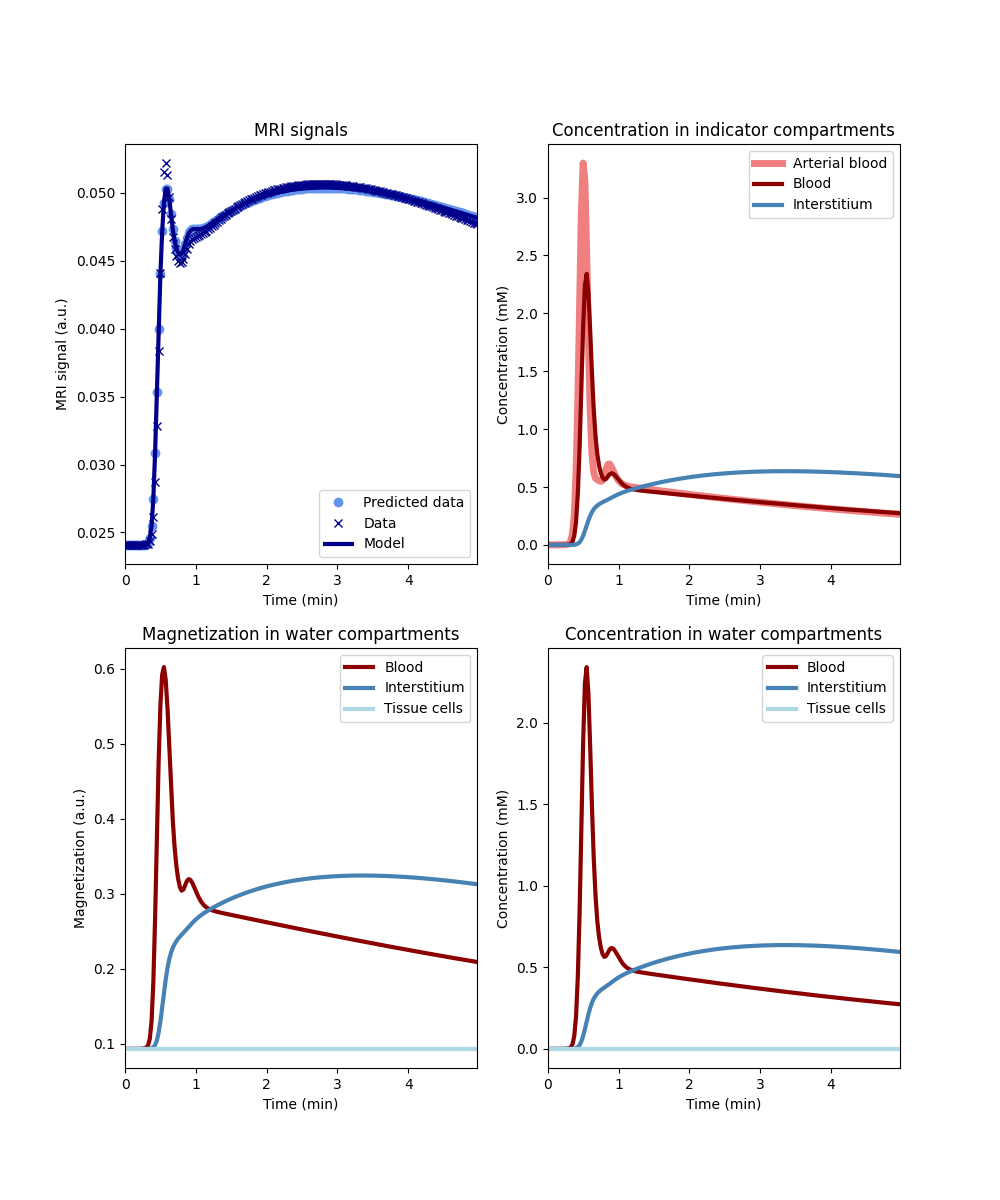 MRI signals
MRI signal (a.u.)
0.050
0.045
0.040
0.035
0.030
0.025
Predicted data
Data
Model
0 1 2 3 4
Time (min)
Concentration in indicator compartments
Concentration (mM)
3.0
2.5
2.0
1.5
1.0
0.5
0.0
Arterial blood
Blood
Interstitium
0 1 2 3 4
Time (min)
Magnetization in water compartments
Magnetization (a.u.)
0.6
0.5
0.4
0.3
0.2
0.1
Blood
Interstitium
Tissue cells
0 1 2 3 4
Time (min)
Concentration in water compartments
Concentration (mM)
2.0
1.5
1.0
0.5
0.0
Blood
Interstitium
Tissue cells
0 1 2 3 4
Time (min)